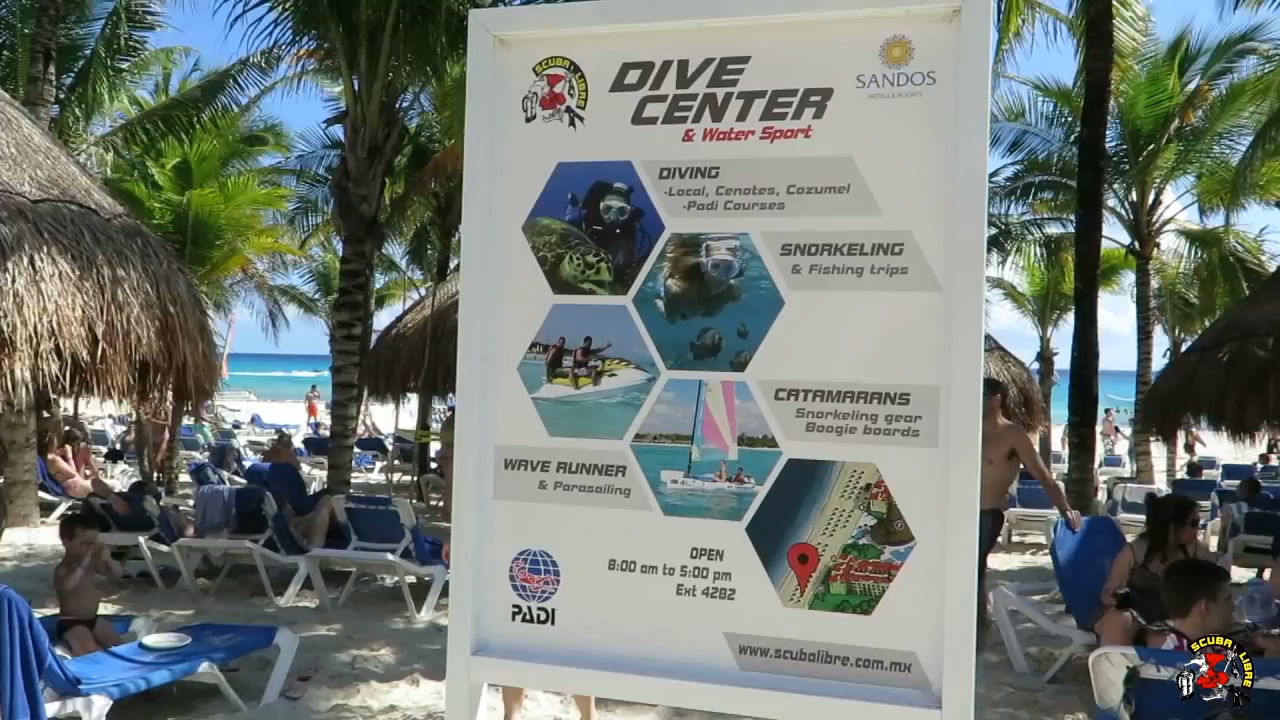 SCUBA LIBRE
DIVE
CENTER
& Water Sport
SANDOS
HOTELS & RESORTS
DIVING
-Local, Cenotes, Cozumel
-Padi Courses
SNORKELING
& Fishing trips
CATAMARANS
Snorkeling gear
Boogie boards
WAVE RUNNER
& Parasailing
PADI
OPEN
8:00 am to 5:00 pm
Ext 4282
www.scubalibre.com.mx
SCUBA LIBRE